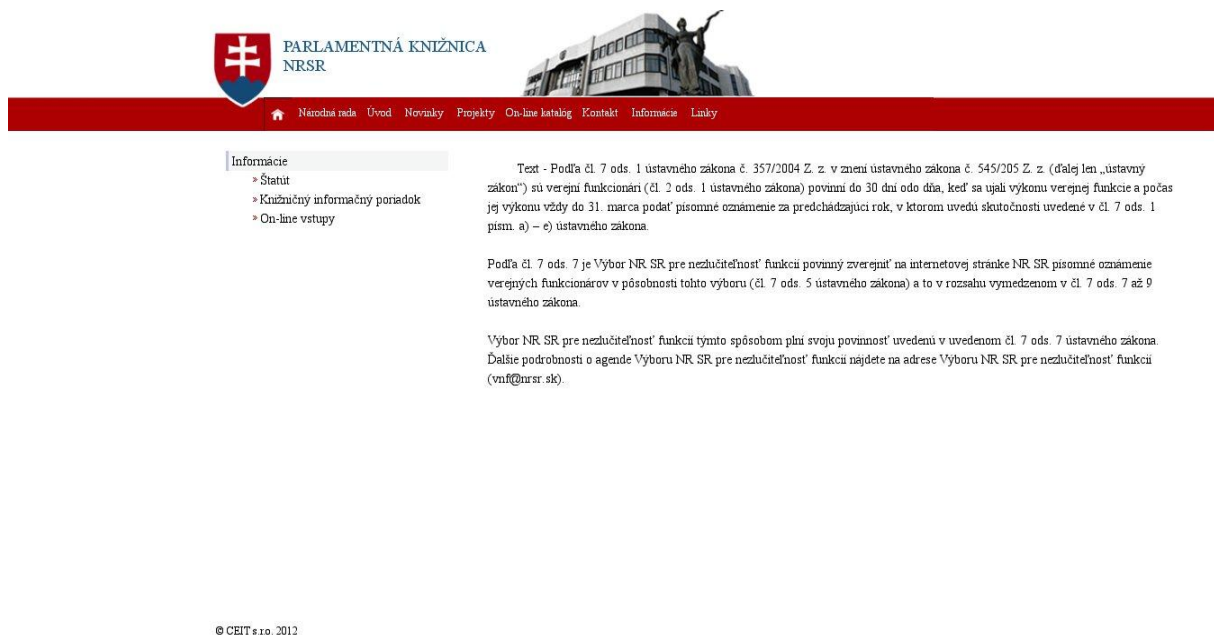 PARLAMENTNÁ KNIŽNICA
NRSR
Národná rada Úvod Novinky Projekty On-line katalóg Kontakt Informácie Linky
Informácie
» Štatút
» Knižničný informačný poriadok
» On-line vstupy
Text - Podľa čl. 7 ods. 1 ústavného zákona č. 357/2004 Z. z. v znení ústavného zákona č. 545/205 Z. z. (ďalej len „ústavný
zákon“) sú verejní funkcionári (čl. 2 ods. 1 ústavného zákona) povinní do 30 dní odo dňa, keď sa ujali výkonu verejnej funkcie a počas
jej výkonu vždy do 31. marca podať písomné oznámenie za predchádzajúci rok, v ktorom uvedú skutočnosti uvedené v čl. 7 ods. 1
písm. a) – e) ústavného zákona.
Podľa čl. 7 ods. 7 je Výbor NR SR pre nezlučiteľnosť funkcií povinný zverejniť na internetovej stránke NR SR písomné oznámenie
verejných funkcionárov v pôsobnosti tohto výboru (čl. 7 ods. 5 ústavného zákona) a to v rozsahu vymedzenom v čl. 7 ods. 7 až 9
ústavného zákona.
Výbor NR SR pre nezlučiteľnosť funkcií týmto spôsobom plní svoju povinnosť uvedenú v uvedenom čl. 7 ods. 7 ústavného zákona.
Ďalšie podrobnosti o agende Výboru NR SR pre nezlučiteľnosť funkcií nájdete na adrese Výboru NR SR pre nezlučiteľnosť funkcií
(vnf@nrsr.sk).
© CEIT s.r.o. 2012